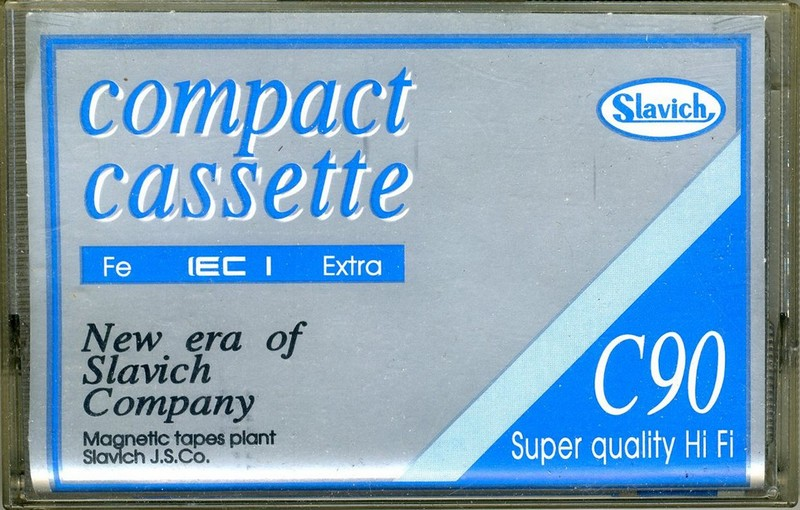 compact
cassette
Slavich
Fe IEC I Extra
New era of
Slavich
Company
Magnetic tapes plant
Slavich J.S.Co.
C90
Super quality Hi Fi